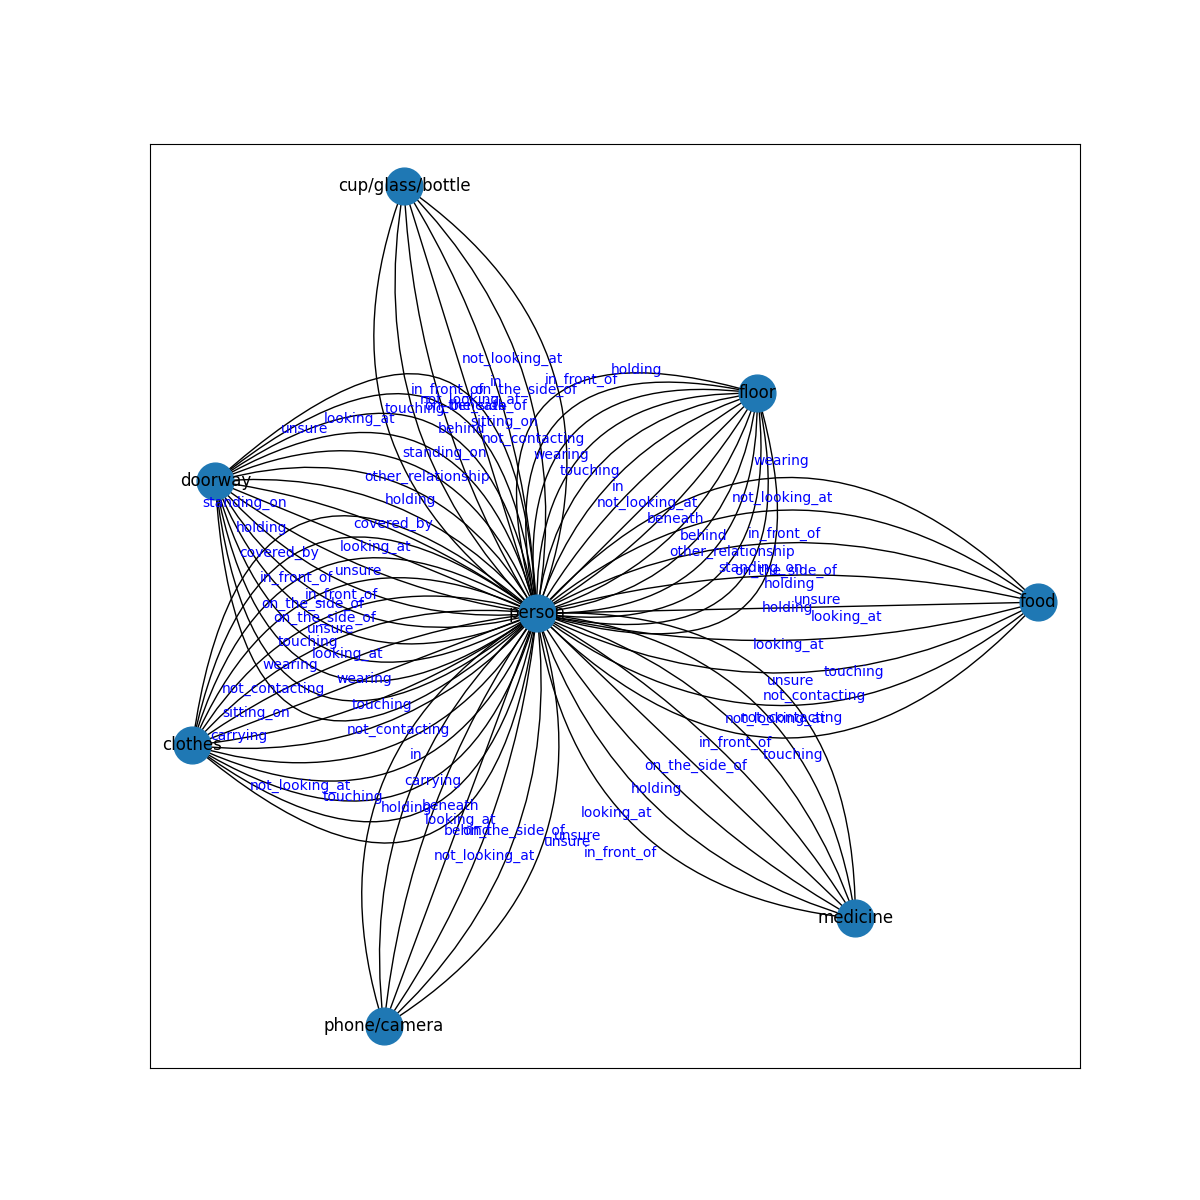 cup/glass/bottle
not_looking_at
holding
in
in_front_of
floor
in_front_of
on_the_side_of
not_looking_at
on_the_side_of
touching
looking_at
sitting_on
unsure
behind
not_contacting
standing_on
wearing
wearing
touching
other_relationship
doorway
in
not_looking_at
holding
standing_on
not_looking_at
beneath
covered_by
holding
behind
in_front_of
looking_at
other_relationship
covered_by
standing_on
on_the_side_of
unsure
in_front_of
holding
in_front_of
unsure
food
on_the_side_of
holding
person
looking_at
on_the_side_of
unsure
touching
looking_at
looking_at
wearing
touching
wearing
unsure
not_contacting
not_contacting
touching
sitting_on
not_looking_at
not_contacting
not_contacting
carrying
clothes
in_front_of
in
touching
on_the_side_of
carrying
not_looking_at
holding
touching
holding
beneath
looking_at
looking_at
behind
on_the_side_of
unsure
unsure
in_front_of
not_looking_at
medicine
phone/camera